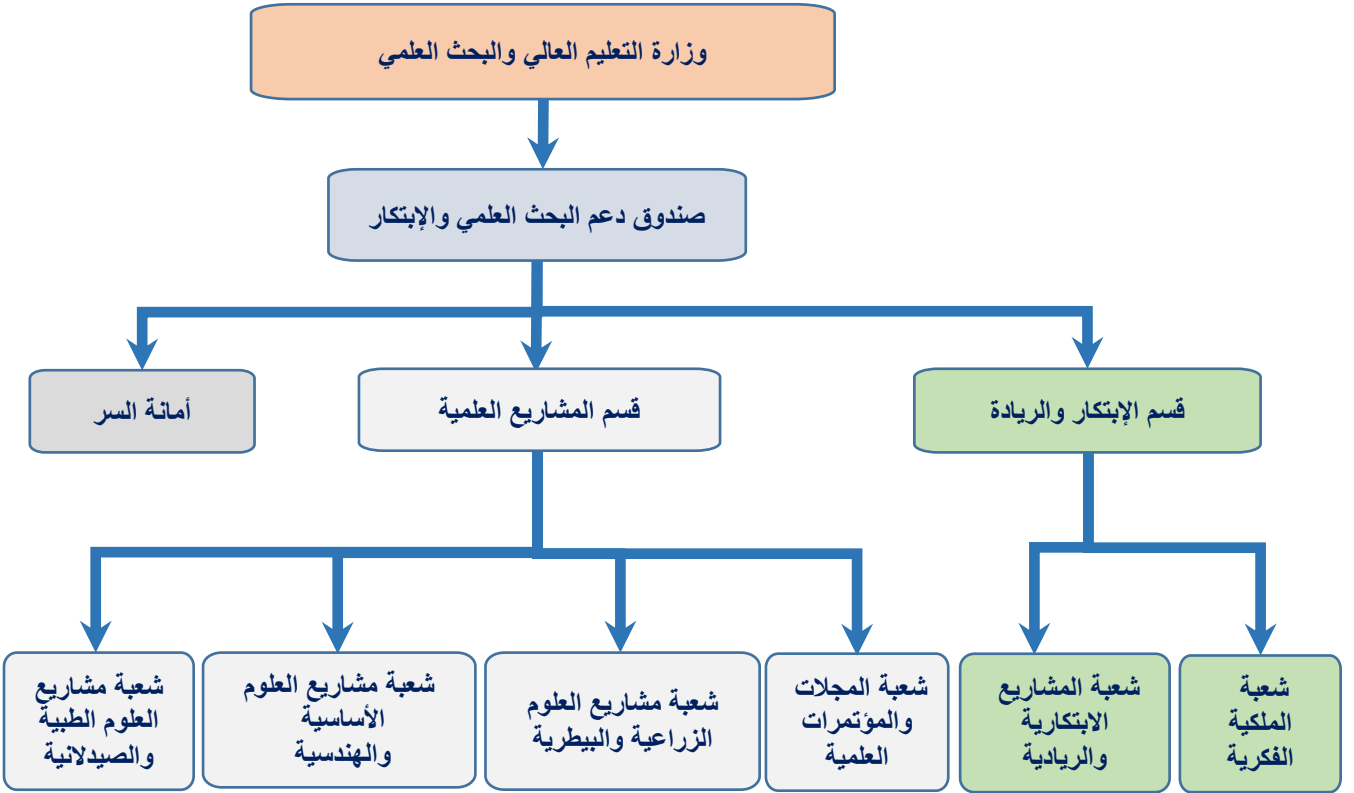 وزارة التعليم العالي والبحث العلمي
صندوق دعم البحث العلمي والإبتكار
قسم الإبتكار والريادة
قسم المشاريع العلمية
أمانة السر
شعبة
الملكية
الفكرية
شعبة المشاريع
الابتكارية
والريادية
شعبة المجلات
والمؤتمرات
العلمية
شعبة مشاريع العلوم
الزراعية والبيطرية
شعبة مشاريع العلوم
الأساسية
والهندسية
شعبة مشاريع
العلوم الطبية
والصيدلانية